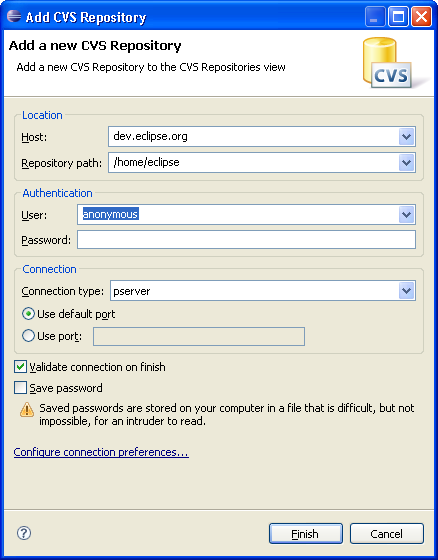 Add CVS Repository
Add a new CVS Repository
Add a new CVS Repository to the CVS Repositories view
CVS
Location
Host: dev.eclipse.org
Repository path: /home/eclipse
Authentication
User: anonymous
Password:
Connection
Connection type: pserver
Use default port
Use port:
Validate connection on finish
Save password
Saved passwords are stored on your computer in a file that is difficult, but not
impossible, for an intruder to read.
Configure connection preferences...
? Finish Cancel